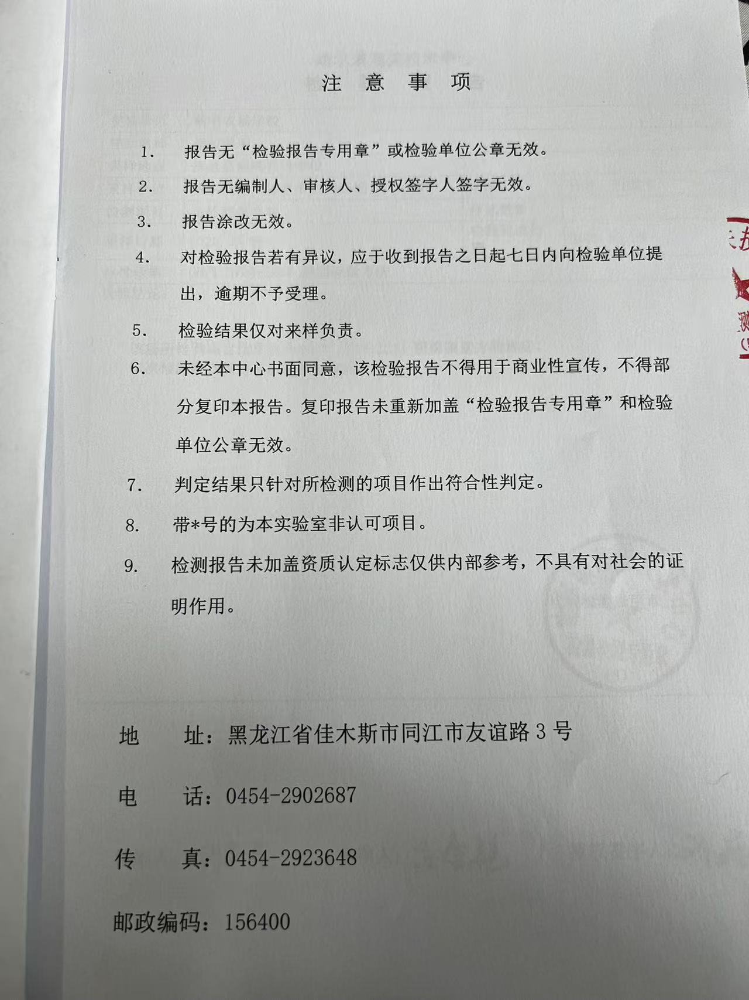 注意事项
1. 报告无“检验报告专用章”或检验单位公章无效。
2. 报告无编制人、审核人、授权签字人签字无效。
3. 报告涂改无效。
4. 对检验报告若有异议，应于收到报告之日起七日内向检验单位提
出，逾期不予受理。
5. 检验结果仅对来样负责。
6. 未经本中心书面同意，该检验报告不得用于商业性宣传，不得部
分复印本报告。复印报告未重新加盖“检验报告专用章”和检验
单位公章无效。
7. 判定结果只针对所检测的项目作出符合性判定。
8. 带*号的为本实验室非认可项目。
9. 检测报告未加盖资质认定标志仅供内部参考，不具有对社会的证
明作用。
地 址：黑龙江省佳木斯市同江市友谊路3号
电 话：0454-2902687
传 真：0454-2923648
邮政编码：156400